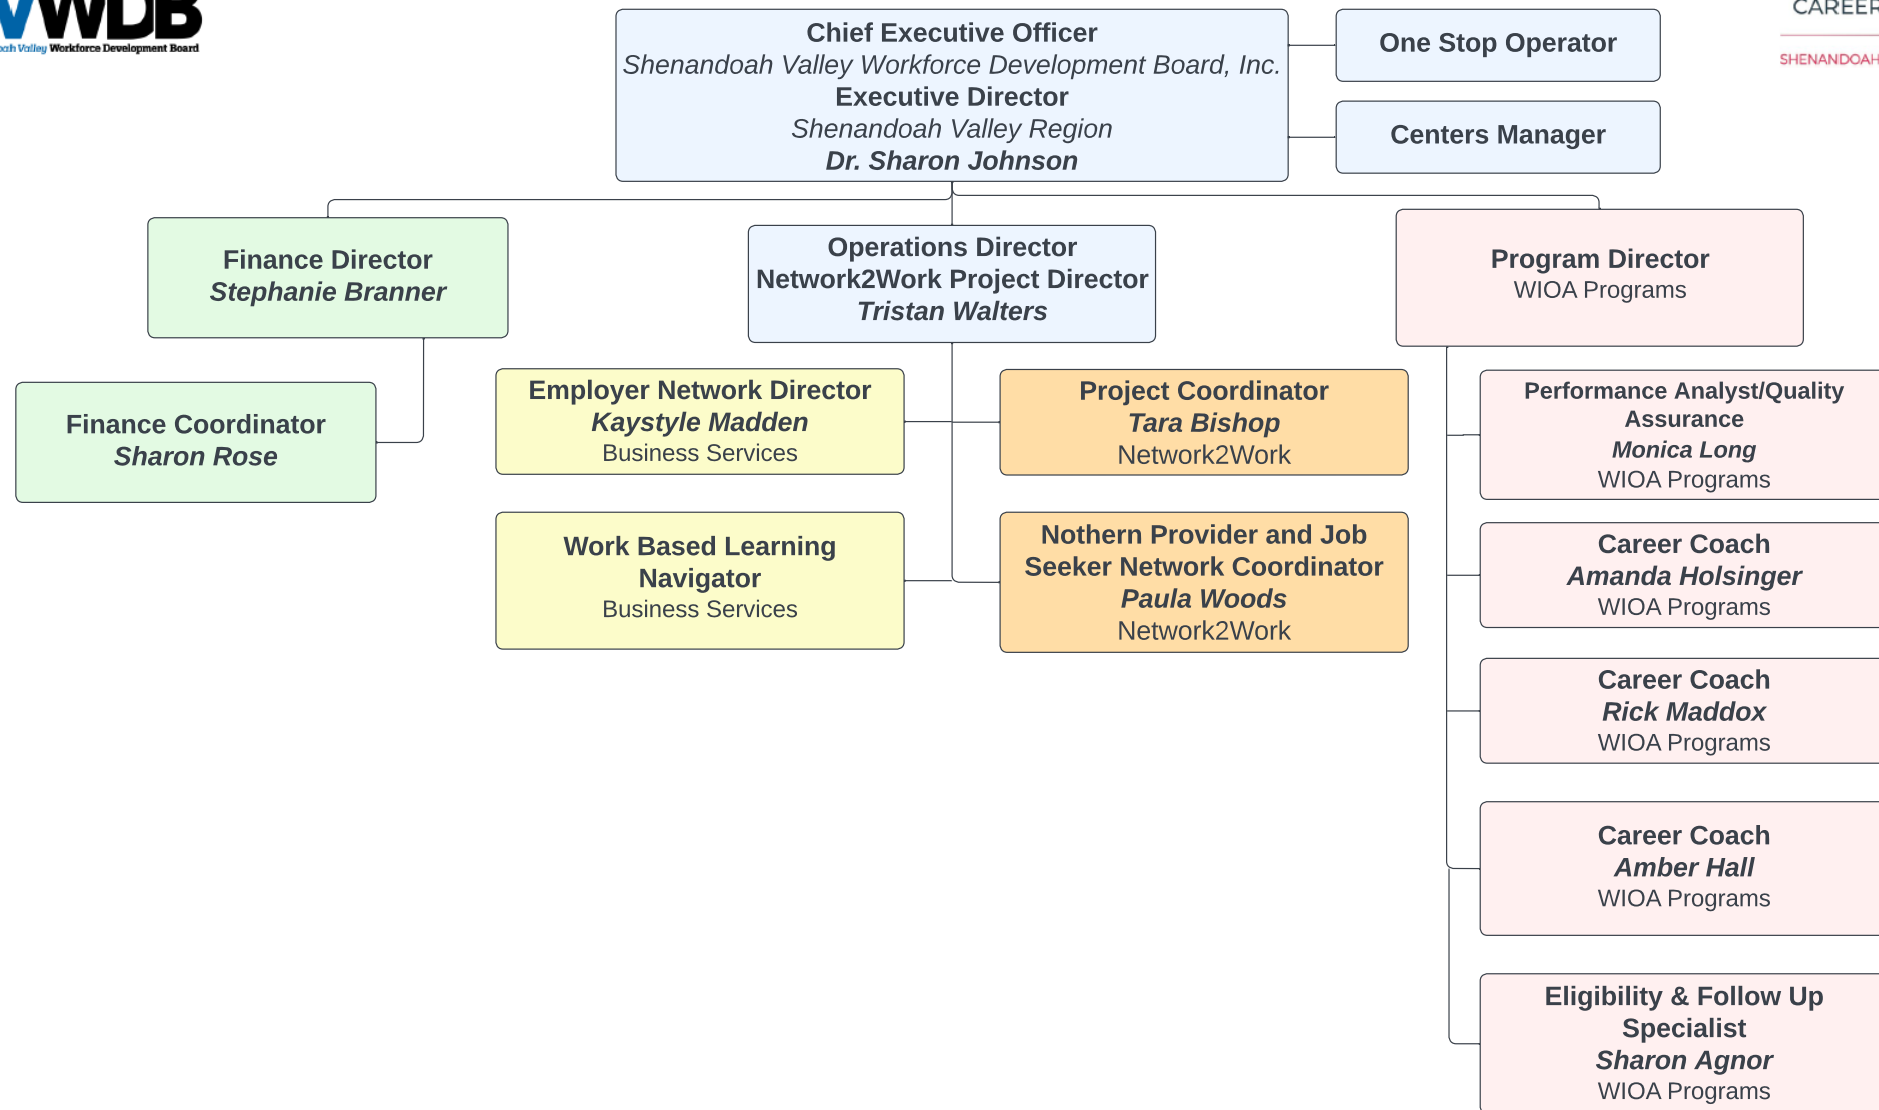 VWDB
Valley Workforce Development Board
CAREER
SHENANDOAH
Chief Executive Officer
Shenandoah Valley Workforce Development Board, Inc.
Executive Director
Shenandoah Valley Region
Dr. Sharon Johnson
One Stop Operator
Centers Manager
Finance Director
Stephanie Branner
Operations Director
Network2Work Project Director
Tristan Walters
Program Director
WIOA Programs
Finance Coordinator
Sharon Rose
Employer Network Director
Kaystyle Madden
Business Services
Project Coordinator
Tara Bishop
Network2Work
Work Based Learning
Navigator
Business Services
Nothern Provider and Job
Seeker Network Coordinator
Paula Woods
Network2Work
Performance Analyst/Quality
Assurance
Monica Long
WIOA Programs
Career Coach
Amanda Holsinger
WIOA Programs
Career Coach
Rick Maddox
WIOA Programs
Career Coach
Amber Hall
WIOA Programs
Eligibility & Follow Up
Specialist
Sharon Agnor
WIOA Programs